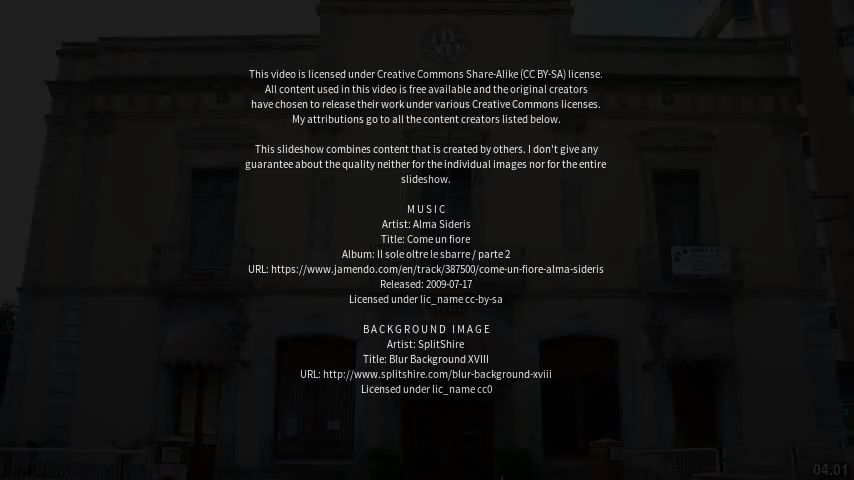 This video is licensed under Creative Commons Share-Alike (CC BY-SA) license.
All content used in this video is free available and the original creators
have chosen to release their work under various Creative Commons licenses.
My attributions go to all the content creators listed below.
This slideshow combines content that is created by others. I don't give any
guarantee about the quality neither for the individual images nor for the entire
slideshow.
MUSIC
Artist: Alma Sideris
Title: Come un fiore
Album: Il sole oltre le sbarre / parte 2
URL: https://www.jamendo.com/en/track/387500/come-un-fiore-alma-sideris
Released: 2009-07-17
Licensed under lic_name cc-by-sa
BACKGROUND IMAGE
Artist: SplitShire
Title: Blur Background XVIII
URL: http://www.splitshire.com/blur-background-xviii
Licensed under lic_name cc0
04.01